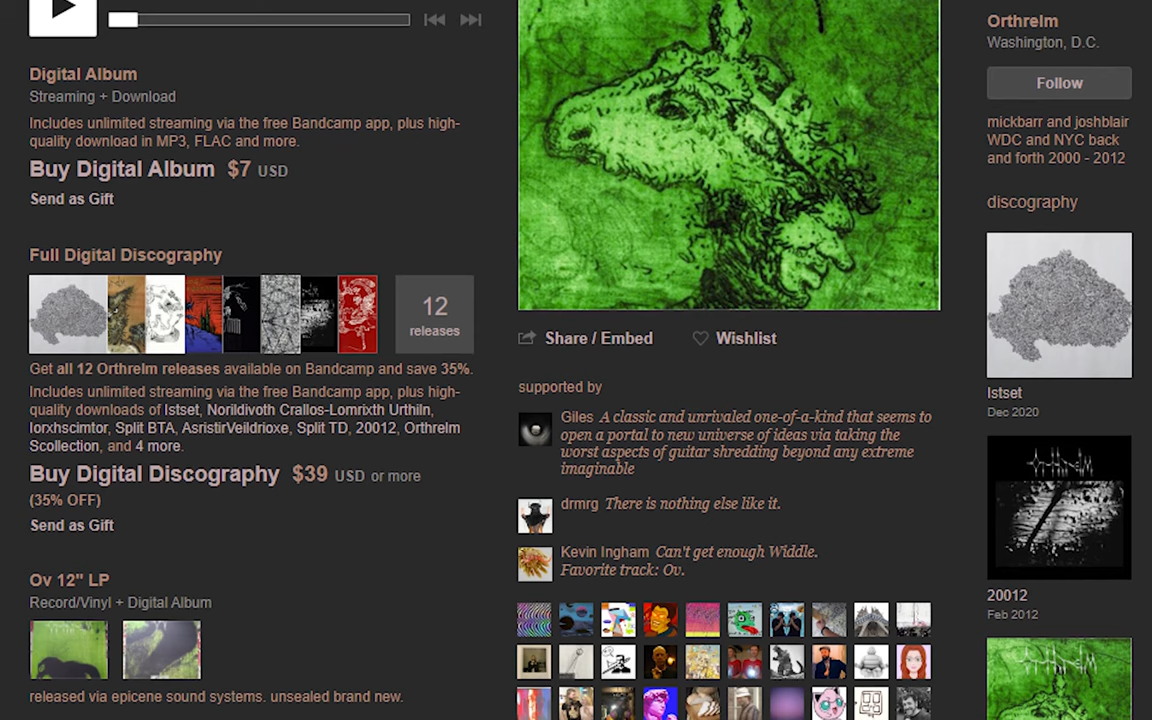 Digital Album
Streaming + Download
Includes unlimited streaming via the free Bandcamp app, plus high-
quality download in MP3, FLAC and more.
Buy Digital Album $7 USD
Send as Gift
Full Digital Discography
12
releases
Get all 12 Orthrelm releases available on Bandcamp and save 35%.
Includes unlimited streaming via the free Bandcamp app, plus high-
quality downloads of Istset, Norildivoth Crallos-Lomrixth Urthiln,
Iorxhscimtor, Split BTA, AsristirVeildrioxe, Split TD, 20012, Orthrelm
Scollection, and 4 more.
Buy Digital Discography $39 USD or more
(35% OFF)
Send as Gift
Ov 12" LP
Record/Vinyl + Digital Album
released via epicene sound systems. unsealed brand new.
Share / Embed
Wishlist
supported by
Giles A classic and unrivaled one-of-a-kind that seems to
open a portal to new universe of ideas via taking the
worst aspects of guitar shredding beyond any extreme
imaginable
drmrg There is nothing else like it.
Kevin Ingham Can't get enough Widdle.
Favorite track: Ov.
Orthrelm
Washington, D.C.
Follow
mickbarr and joshblair
WDC and NYC back
and forth 2000 - 2012
discography
Istset
Dec 2020
20012
Feb 2012